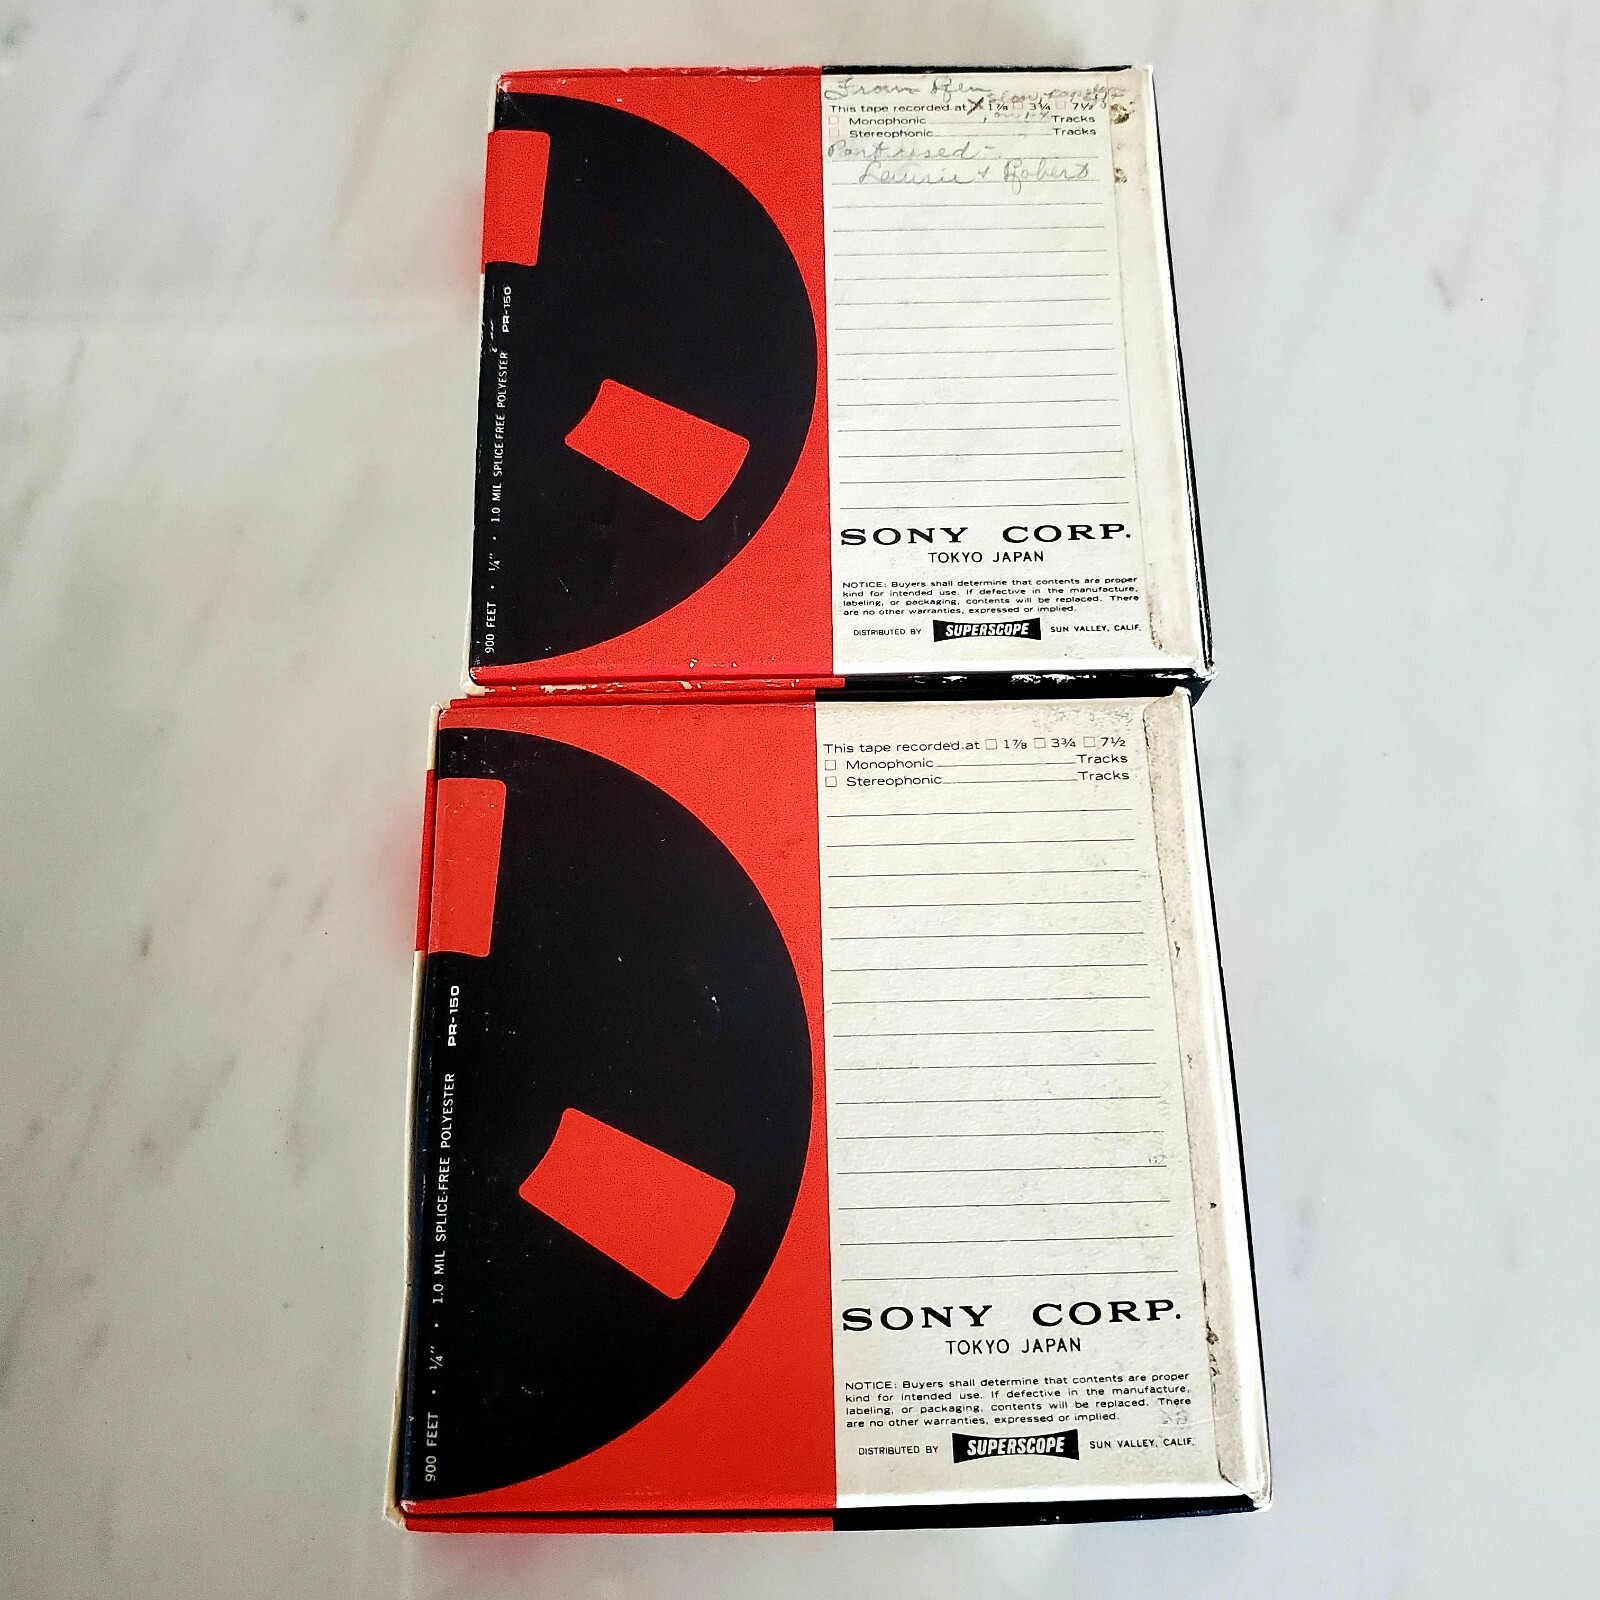 From
This tape recorded at X 1⅞ □ 3¾ □ 7½
□ Monophonic Tracks
□ Stereophonic Tracks
Part used -
Laurie + Robert
PR-150
900 FEET • ¼" • 1.0 MIL SPLICE-FREE POLYESTER
SONY CORP.
TOKYO JAPAN
NOTICE: Buyers shall determine that contents are proper
kind for intended use. If defective in the manufacture,
labeling, or packaging, contents will be replaced. There
are no other warranties, expressed or implied.
DISTRIBUTED BY SUPERSCOPE SUN VALLEY, CALIF.
This tape recorded at □ 1⅞ □ 3¾ □ 7½
□ Monophonic Tracks
□ Stereophonic Tracks
PR-150
900 FEET • ¼" • 1.0 MIL SPLICE-FREE POLYESTER
SONY CORP.
TOKYO JAPAN
NOTICE: Buyers shall determine that contents are proper
kind for intended use. If defective in the manufacture,
labeling, or packaging, contents will be replaced. There
are no other warranties, expressed or implied.
DISTRIBUTED BY SUPERSCOPE SUN VALLEY, CALIF.